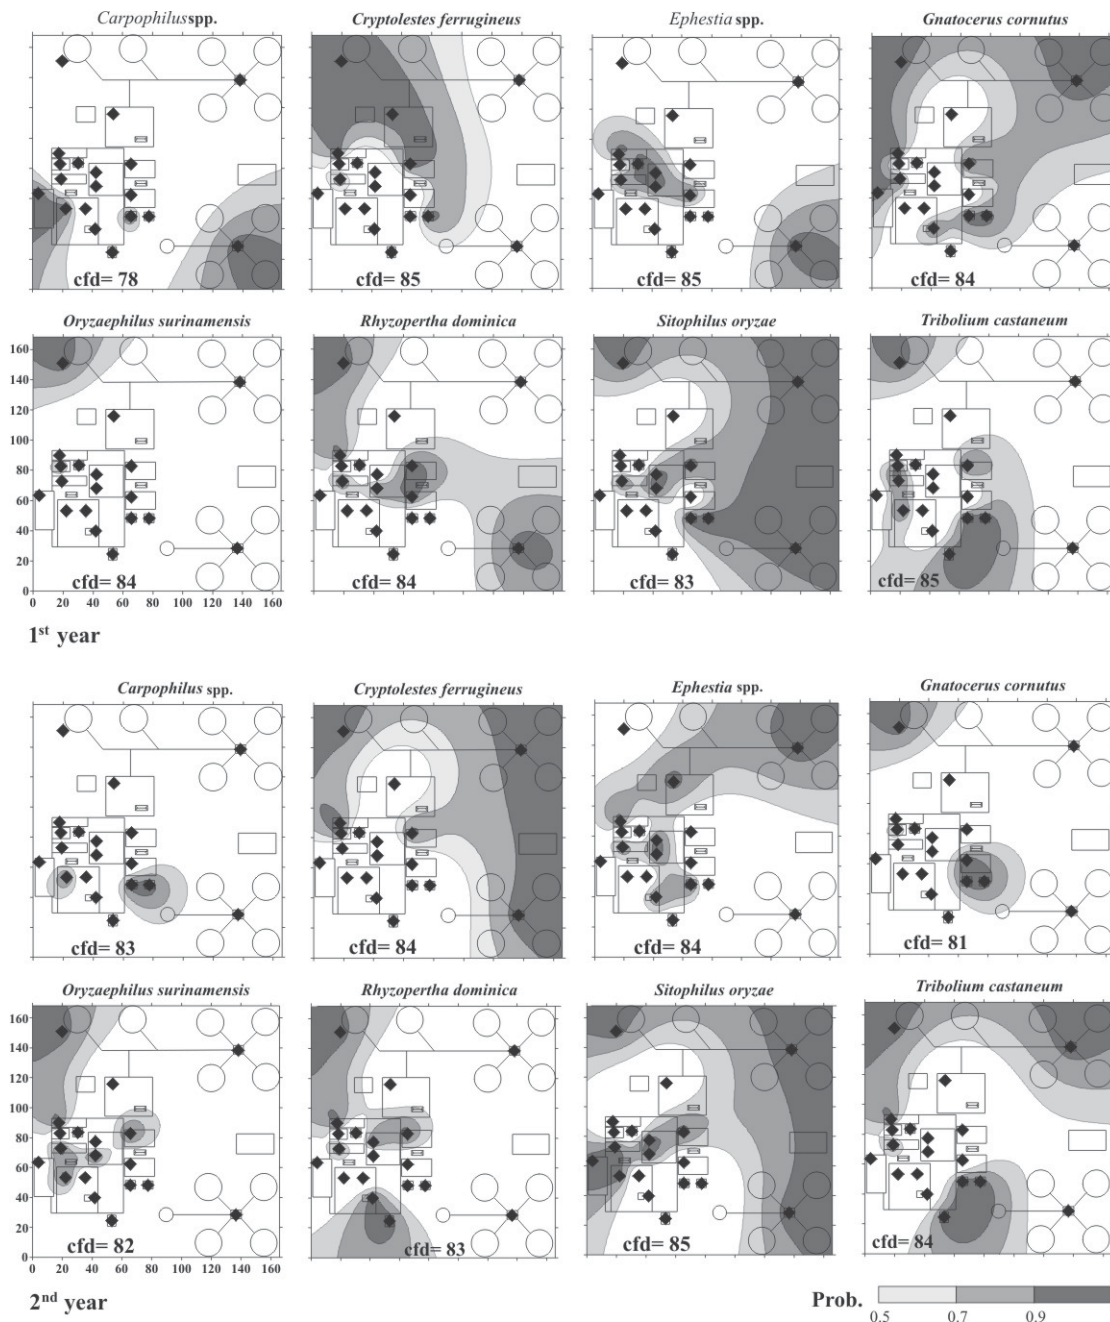 Carpophilus spp. Cryptolestes ferrugineus Ephestia spp. Gnatocerus cornutus
cfd= 78 cfd= 85 cfd= 85 cfd= 84
Oryzaephilus surinamensis Rhyzopertha dominica Sitophilus oryzae Tribolium castaneum
160
140
120
100
80
60
40
20
0
cfd= 84 cfd= 84 cfd= 83 cfd= 85
0 20 40 60 80 100 120 140 160
1st year
Carpophilus spp. Cryptolestes ferrugineus Ephestia spp. Gnatocerus cornutus
cfd= 83 cfd= 84 cfd= 84 cfd= 81
Oryzaephilus surinamensis Rhyzopertha dominica Sitophilus oryzae Tribolium castaneum
160
140
120
100
80
60
40
20
0
cfd= 82 cfd= 83 cfd= 85 cfd= 84
0 20 40 60 80 100 120 140 160
2nd year
Prob.
0.5 0.7 0.9